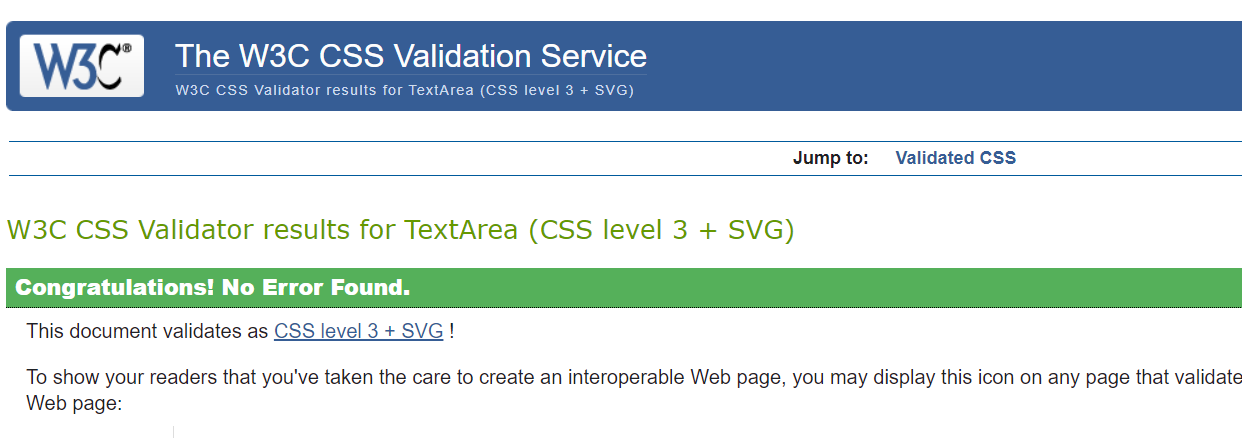 W3C®
The W3C CSS Validation Service
W3C CSS Validator results for TextArea (CSS level 3 + SVG)
Jump to: Validated CSS
W3C CSS Validator results for TextArea (CSS level 3 + SVG)
Congratulations! No Error Found.
This document validates as CSS level 3 + SVG !
To show your readers that you've taken the care to create an interoperable Web page, you may display this icon on any page that validate
Web page: